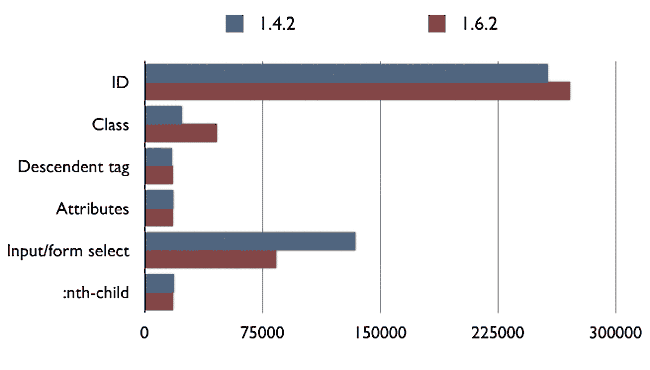 1.4.2 1.6.2
ID
Class
Descendent tag
Attributes
Input/form select
:nth-child
0 75000 150000 225000 300000